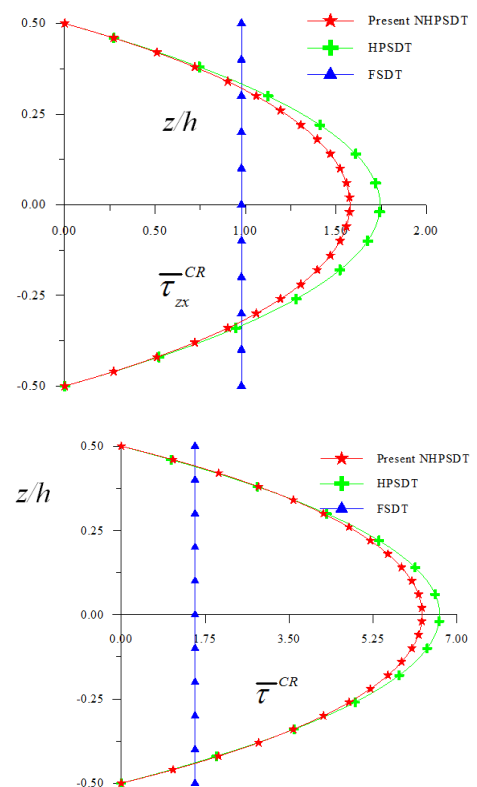 0.50
Present NHPSDT
HPSDT
FSDT
0.25
z/h
0.00
0.00 0.50 1.00 1.50 2.00
τ̅zx^CR
-0.25
-0.50
0.50
Present NHPSDT
HPSDT
FSDT
z/h
0.25
0.00
0.00 1.75 3.50 5.25 7.00
τ̅^CR
-0.25
-0.50